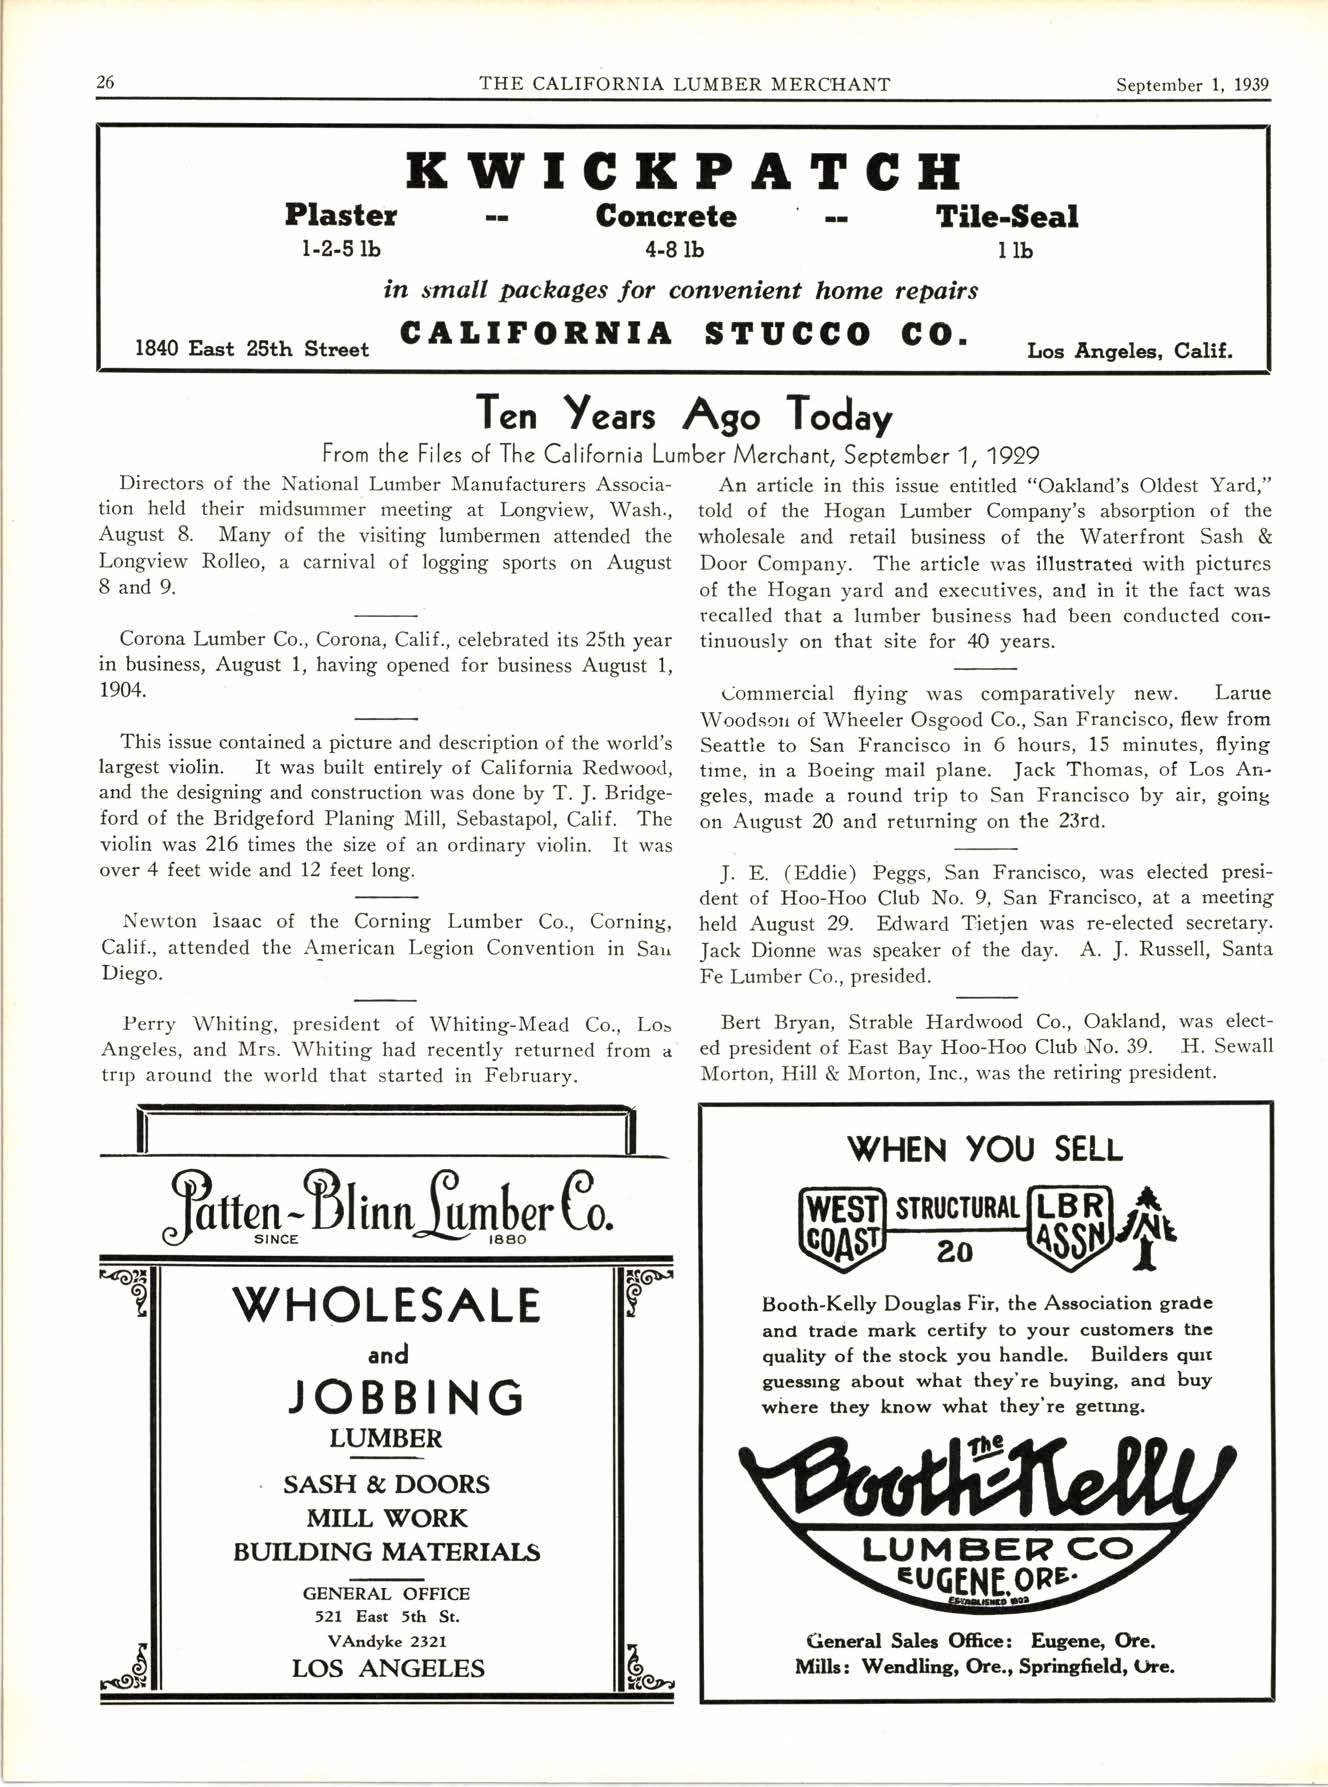 26
THE CALIFORNIA LUMBER MERCHANT
September 1, 1939
KWICKPATCH
Plaster -- Concrete -- Tile-Seal
1-2-5 lb 4-8 lb 1 lb
in small packages for convenient home repairs
1840 East 25th Street CALIFORNIA STUCCO CO. Los Angeles, Calif.
Ten Years Ago Today
From the Files of The California Lumber Merchant, September 1, 1929
Directors of the National Lumber Manufacturers Associa-
tion held their midsummer meeting at Longview, Wash.,
August 8. Many of the visiting lumbermen attended the
Longview Rolleo, a carnival of logging sports on August
8 and 9.
Corona Lumber Co., Corona, Calif., celebrated its 25th year
in business, August 1, having opened for business August 1,
1904.
This issue contained a picture and description of the world's
largest violin. It was built entirely of California Redwood,
and the designing and construction was done by T. J. Bridge-
ford of the Bridgeford Planing Mill, Sebastapol, Calif. The
violin was 216 times the size of an ordinary violin. It was
over 4 feet wide and 12 feet long.
Newton Isaac of the Corning Lumber Co., Corning,
Calif., attended the American Legion Convention in San
Diego.
Perry Whiting, president of Whiting-Mead Co., Los
Angeles, and Mrs. Whiting had recently returned from a
trip around the world that started in February.
An article in this issue entitled "Oakland's Oldest Yard,"
told of the Hogan Lumber Company's absorption of the
wholesale and retail business of the Waterfront Sash &
Door Company. The article was illustrated with pictures
of the Hogan yard and executives, and in it the fact was
recalled that a lumber business had been conducted con-
tinuously on that site for 40 years.
Commercial flying was comparatively new. Larue
Woodson of Wheeler Osgood Co., San Francisco, flew from
Seattle to San Francisco in 6 hours, 15 minutes, flying
time, in a Boeing mail plane. Jack Thomas, of Los An-
geles, made a round trip to San Francisco by air, going
on August 20 and returning on the 23rd.
J. E. (Eddie) Peggs, San Francisco, was elected presi-
dent of Hoo-Hoo Club No. 9, San Francisco, at a meeting
held August 29. Edward Tietjen was re-elected secretary.
Jack Dionne was speaker of the day. A. J. Russell, Santa
Fe Lumber Co., presided.
Bert Bryan, Strable Hardwood Co., Oakland, was elect-
ed president of East Bay Hoo-Hoo Club No. 39. H. Sewall
Morton, Hill & Morton, Inc., was the retiring president.
Patten~Blinn Lumber Co.
SINCE 1880
WHOLESALE
and
JOBBING
LUMBER
SASH & DOORS
MILL WORK
BUILDING MATERIALS
GENERAL OFFICE
521 East 5th St.
VAndyke 2321
LOS ANGELES
WHEN YOU SELL
WEST STRUCTURAL LBR
COAST 20 ASSN
Booth-Kelly Douglas Fir, the Association grade
and trade mark certify to your customers the
quality of the stock you handle. Builders quit
guessing about what they're buying, and buy
where they know what they're getting.
The
Booth-Kelly
LUMBER CO
EUGENE, ORE.
General Sales Office: Eugene, Ore.
Mills: Wendling, Ore., Springfield, Ore.